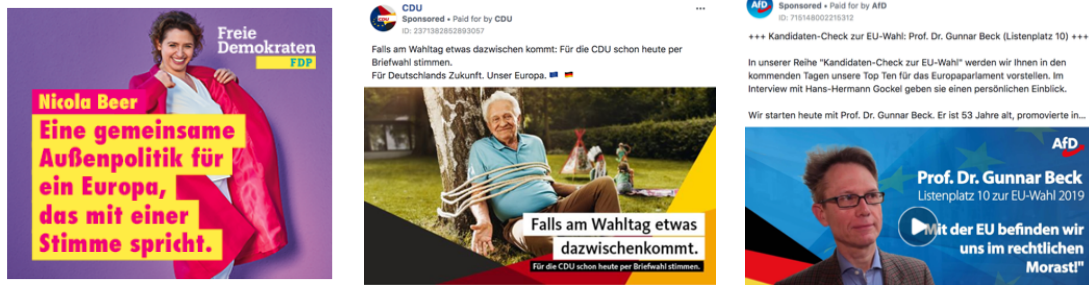 Freie
Demokraten
FDP
Nicola Beer
Eine gemeinsame
Außenpolitik für
ein Europa,
das mit einer
Stimme spricht.
CDU
CDU
Sponsored • Paid for by CDU
ID: 2371382652893057
Falls am Wahltag etwas dazwischen kommt: Für die CDU schon heute per
Briefwahl stimmen.
Für Deutschlands Zukunft. Unser Europa.
Falls am Wahltag etwas
dazwischenkommt.
Für die CDU schon heute per Briefwahl stimmen.
AfD
Sponsored • Paid for by AfD
ID: 715148002215312
+++ Kandidaten-Check zur EU-Wahl: Prof. Dr. Gunnar Beck (Listenplatz 10) +++
In unserer Reihe "Kandidaten-Check zur EU-Wahl" werden wir Ihnen in den
kommenden Tagen unsere Top Ten für das Europaparlament vorstellen. Im
Interview mit Hans-Hermann Gockel geben sie einen persönlichen Einblick.
Wir starten heute mit Prof. Dr. Gunnar Beck. Er ist 53 Jahre alt, promovierte in...
AfD
Prof. Dr. Gunnar Beck
Listenplatz 10 zur EU-Wahl 2019
Mit der EU befinden wir
uns im rechtlichen
Morast!"